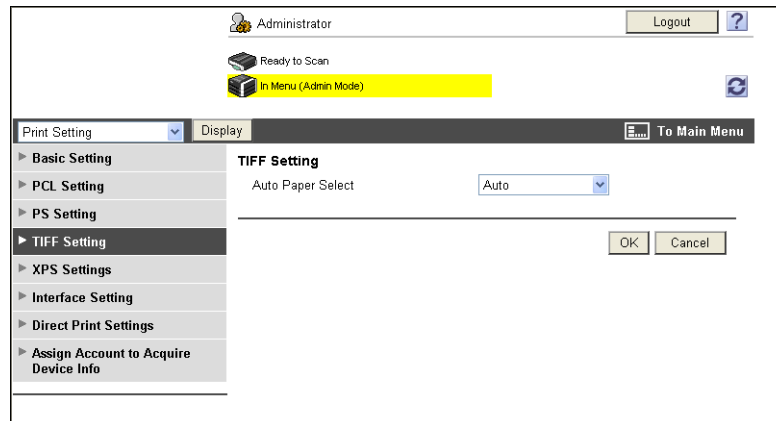 Administrator
Logout
?
Ready to Scan
In Menu (Admin Mode)
Print Setting
Display
To Main Menu
Basic Setting
PCL Setting
PS Setting
TIFF Setting
XPS Settings
Interface Setting
Direct Print Settings
Assign Account to Acquire
Device Info
TIFF Setting
Auto Paper Select
Auto
OK
Cancel